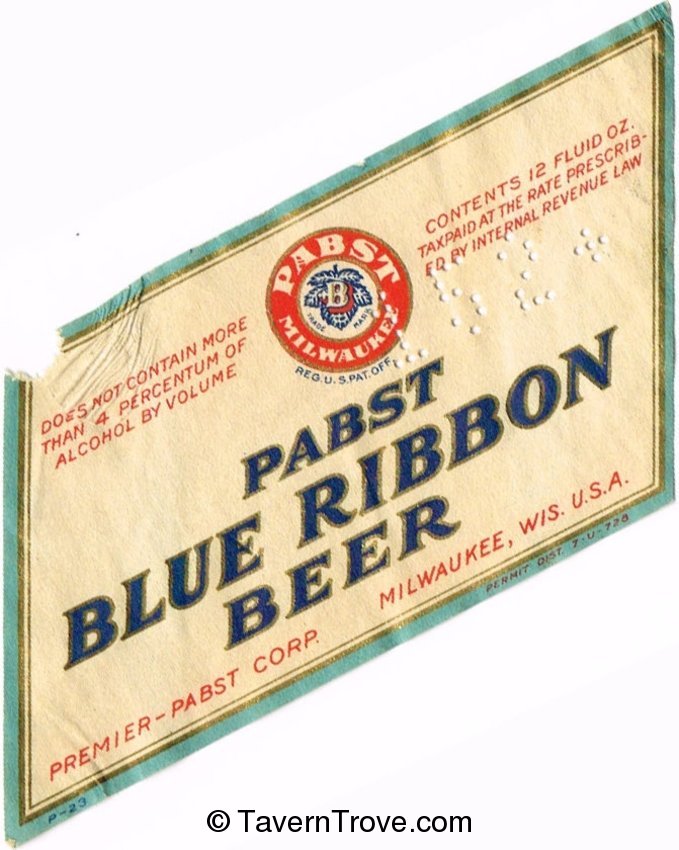 DOES NOT CONTAIN MORE
THAN 4 PERCENTUM OF
ALCOHOL BY VOLUME
PABST
MILWAUKEE
B
TRADE MARK
REG. U.S. PAT. OFF.
CONTENTS 12 FLUID OZ.
TAXPAID AT THE RATE PRESCRIB-
ED BY INTERNAL REVENUE LAW
PABST
BLUE RIBBON
BEER
PREMIER-PABST CORP.
MILWAUKEE, WIS. U.S.A.
PERMIT DIST. 7-U-728
P-23
© TavernTrove.com